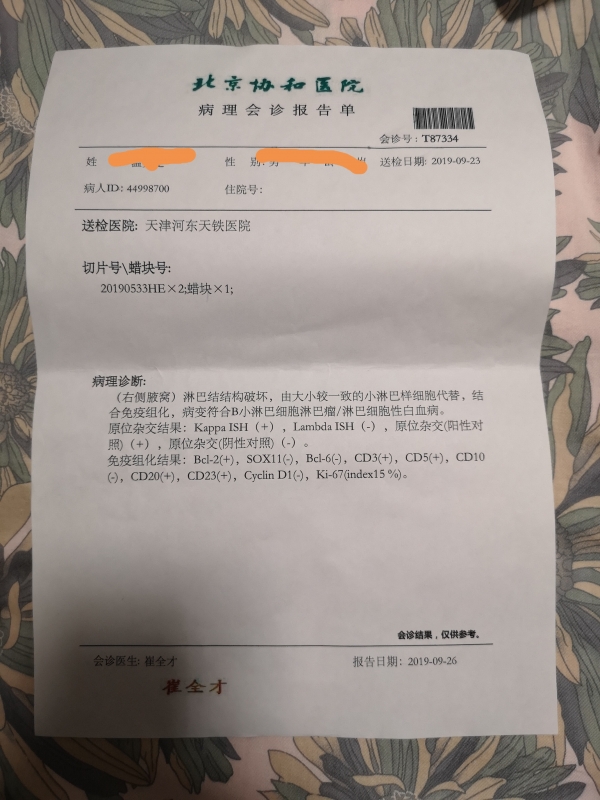 北京协和医院
病理会诊报告单
会诊号: T87334
姓 性 别: 送检日期: 2019-09-23
病人ID: 44998700 住院号:
送检医院: 天津河东天铁医院
切片号\蜡块号:
20190533HE×2;蜡块×1;
病理诊断:
（右侧腋窝）淋巴结结构破坏，由大小较一致的小淋巴样细胞代替，结
合免疫组化，病变符合B小淋巴细胞淋巴瘤/淋巴细胞性白血病。
原位杂交结果：Kappa ISH（+），Lambda ISH（-），原位杂交(阳性对
照)（+），原位杂交(阴性对照)（-）。
免疫组化结果：Bcl-2(+)，SOX11(-)，Bcl-6(-)，CD3(+)，CD5(+)，CD10
(-)，CD20(+)，CD23(+)，Cyclin D1(-)，Ki-67(index15 %)。
会诊结果，仅供参考。
会诊医生: 崔全才 报告日期: 2019-09-26
崔全才